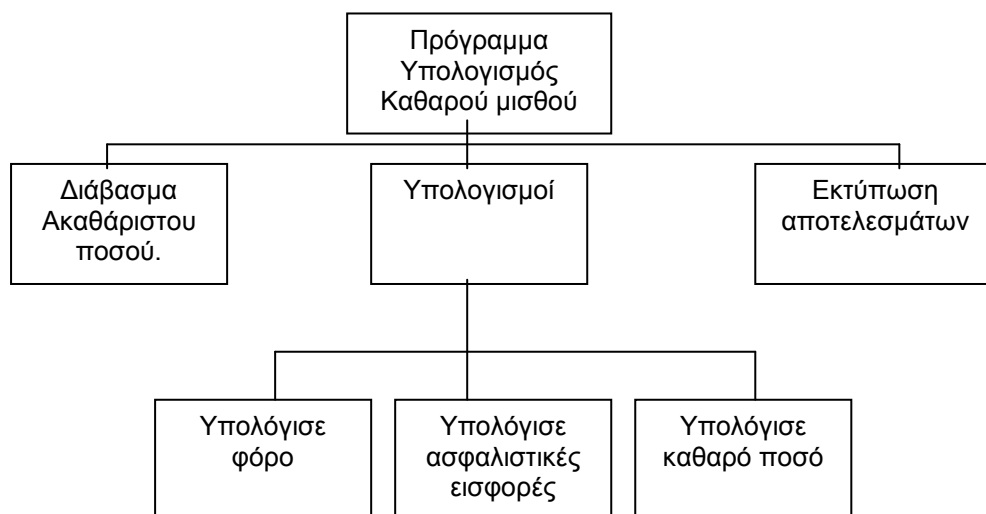 Πρόγραμμα
Υπολογισμός
Καθαρού μισθού
Διάβασμα
Ακαθάριστου
ποσού.
Υπολογισμοί
Εκτύπωση
αποτελεσμάτων
Υπολόγισε
φόρο
Υπολόγισε
ασφαλιστικές
εισφορές
Υπολόγισε
καθαρό ποσό